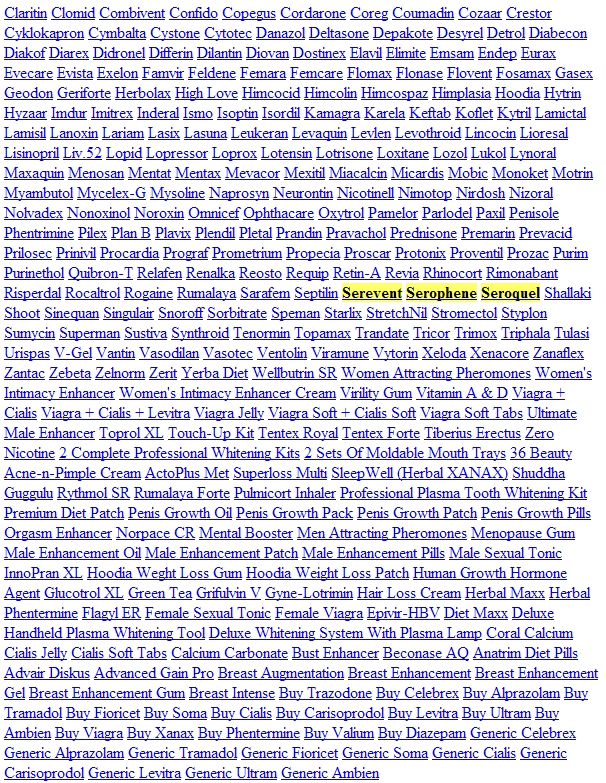 Claritin Clomid Combivent Confido Copegus Cordarone Coreg Coumadin Cozaar Crestor
Cyklokapron Cymbalta Cystone Cytotec Danazol Deltasone Depakote Desyrel Detrol Diabecon
Diakof Diarex Didronel Differin Dilantin Diovan Dostinex Elavil Elimite Emsam Endep Eurax
Evecare Evista Exelon Famvir Feldene Femara Femcare Flomax Flonase Flovent Fosamax Gasex
Geodon Geriforte Herbolax High Love Himcocid Himcolin Himcospaz Himplasia Hoodia Hytrin
Hyzaar Imdur Imitrex Inderal Ismo Isoptin Isordil Kamagra Karela Keftab Koflet Kytril Lamictal
Lamisil Lanoxin Lariam Lasix Lasuna Leukeran Levaquin Levlen Levothroid Lincocin Lioresal
Lisinopril Liv.52 Lopid Lopressor Loprox Lotensin Lotrisone Loxitane Lozol Lukol Lynoral
Maxaquin Menosan Mentat Mentax Mevacor Mexitil Miacalcin Micardis Mobic Monoket Motrin
Myambutol Mycelex-G Mysoline Naprosyn Neurontin Nicotinell Nimotop Nirdosh Nizoral
Nolvadex Nonoxinol Noroxin Omnicef Ophthacare Oxytrol Pamelor Parlodel Paxil Penisole
Phentrimine Pilex Plan B Plavix Plendil Pletal Prandin Pravachol Prednisone Premarin Prevacid
Prilosec Prinivil Procardia Prograf Prometrium Propecia Proscar Protonix Proventil Prozac Purim
Purinethol Quibron-T Relafen Renalka Reosto Requip Retin-A Revia Rhinocort Rimonabant
Risperdal Rocaltrol Rogaine Rumalaya Sarafem Septilin Serevent Serophene Seroquel Shallaki
Shoot Sinequan Singulair Snoroff Sorbitrate Speman Starlix StretchNil Stromectol Styplon
Sumycin Superman Sustiva Synthroid Tenormin Topamax Trandate Tricor Trimox Triphala Tulasi
Urispas V-Gel Vantin Vasodilan Vasotec Ventolin Viramune Vytorin Xeloda Xenacore Zanaflex
Zantac Zebeta Zelnorm Zerit Yerba Diet Wellbutrin SR Women Attracting Pheromones Women's
Intimacy Enhancer Women's Intimacy Enhancer Cream Virility Gum Vitamin A & D Viagra +
Cialis Viagra + Cialis + Levitra Viagra Jelly Viagra Soft + Cialis Soft Viagra Soft Tabs Ultimate
Male Enhancer Toprol XL Touch-Up Kit Tentex Royal Tentex Forte Tiberius Erectus Zero
Nicotine 2 Complete Professional Whitening Kits 2 Sets Of Moldable Mouth Trays 36 Beauty
Acne-n-Pimple Cream ActoPlus Met Superloss Multi SleepWell (Herbal XANAX) Shuddha
Guggulu Rythmol SR Rumalaya Forte Pulmicort Inhaler Professional Plasma Tooth Whitening Kit
Premium Diet Patch Penis Growth Oil Penis Growth Pack Penis Growth Patch Penis Growth Pills
Orgasm Enhancer Norpace CR Mental Booster Men Attracting Pheromones Menopause Gum
Male Enhancement Oil Male Enhancement Patch Male Enhancement Pills Male Sexual Tonic
InnoPran XL Hoodia Weght Loss Gum Hoodia Weight Loss Patch Human Growth Hormone
Agent Glucotrol XL Green Tea Grifulvin V Gyne-Lotrimin Hair Loss Cream Herbal Maxx Herbal
Phentermine Flagyl ER Female Sexual Tonic Female Viagra Epivir-HBV Diet Maxx Deluxe
Handheld Plasma Whitening Tool Deluxe Whitening System With Plasma Lamp Coral Calcium
Cialis Jelly Cialis Soft Tabs Calcium Carbonate Bust Enhancer Beconase AQ Anatrim Diet Pills
Advair Diskus Advanced Gain Pro Breast Augmentation Breast Enhancement Breast Enhancement
Gel Breast Enhancement Gum Breast Intense Buy Trazodone Buy Celebrex Buy Alprazolam Buy
Tramadol Buy Fioricet Buy Soma Buy Cialis Buy Carisoprodol Buy Levitra Buy Ultram Buy
Ambien Buy Viagra Buy Xanax Buy Phentermine Buy Valium Buy Diazepam Generic Celebrex
Generic Alprazolam Generic Tramadol Generic Fioricet Generic Soma Generic Cialis Generic
Carisoprodol Generic Levitra Generic Ultram Generic Ambien